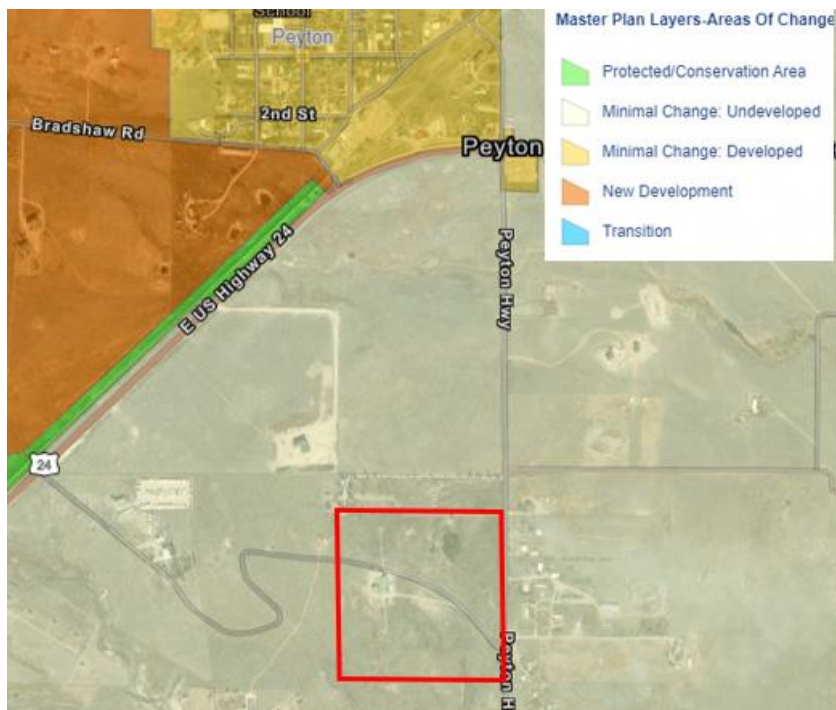 School
Peyton
2nd St
Bradshaw Rd
Peyton
E US Highway 24
Peyton Hwy
24
Peyton H
Master Plan Layers-Areas Of Change
Protected/Conservation Area
Minimal Change: Undeveloped
Minimal Change: Developed
New Development
Transition